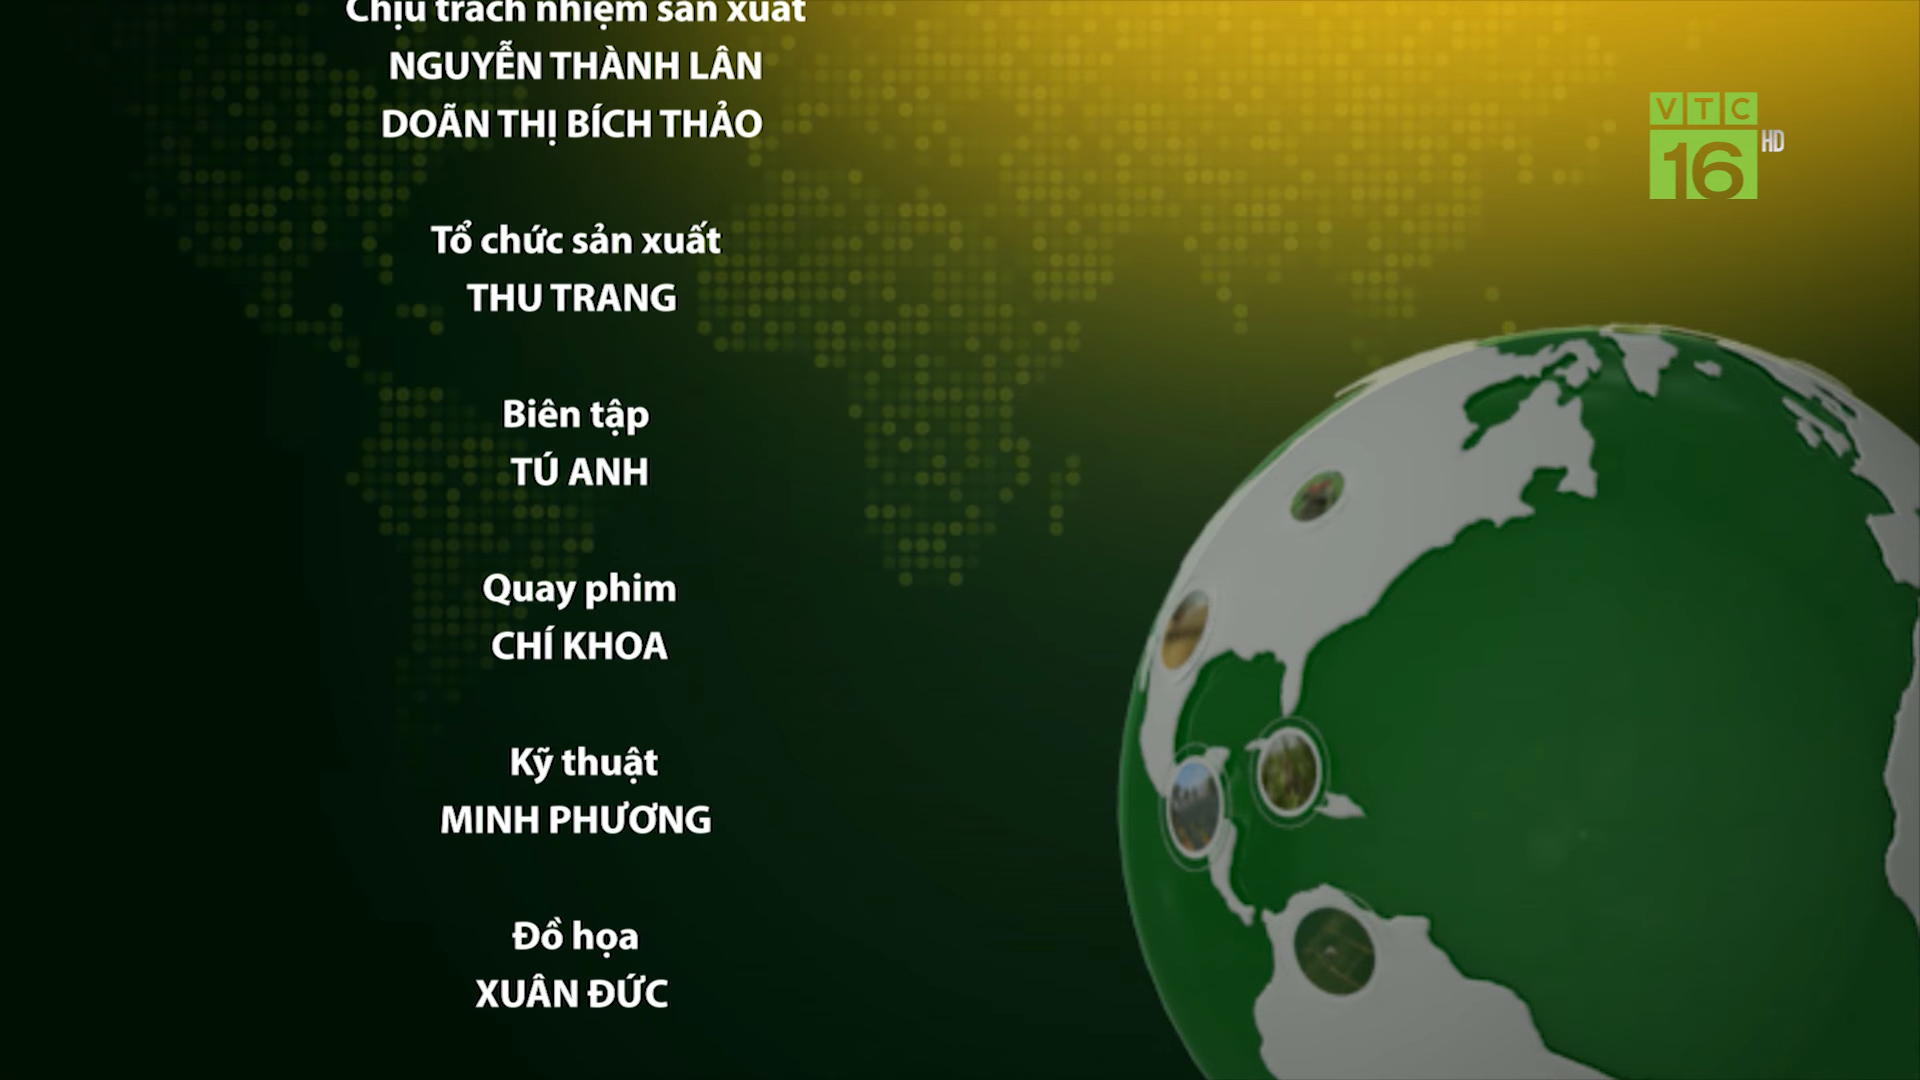 Chịu trách nhiệm sản xuất
NGUYỄN THÀNH LÂN
DOÃN THỊ BÍCH THẢO
Tổ chức sản xuất
THU TRANG
Biên tập
TÚ ANH
Quay phim
CHÍ KHOA
Kỹ thuật
MINH PHƯƠNG
Đồ họa
XUÂN ĐỨC
VTC
16 HD